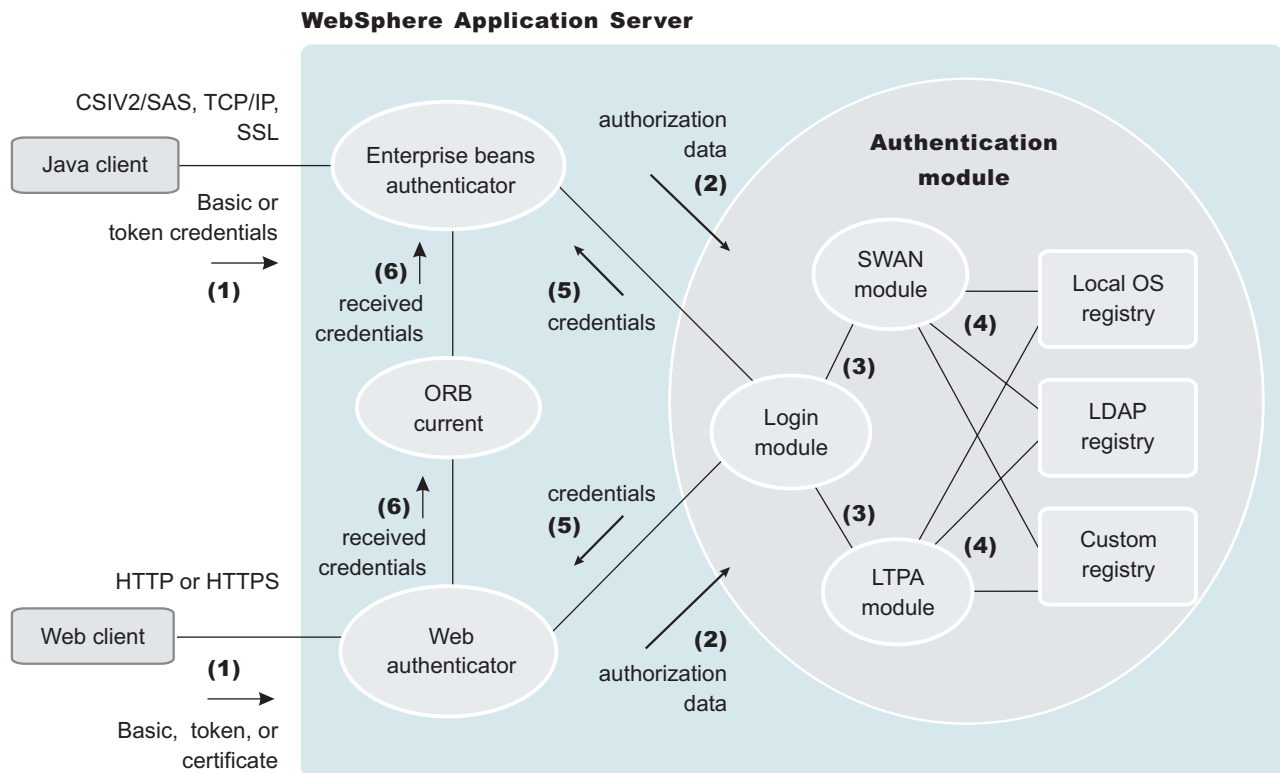 WebSphere Application Server
CSIV2/SAS, TCP/IP,
SSL
Java client
Basic or
token credentials
(1)
Enterprise beans
authenticator
authorization
data
(2)
Authentication
module
(6)
received
credentials
(5)
credentials
SWAN
module
Local OS
registry
(4)
(3)
ORB
current
Login
module
LDAP
registry
(6)
received
credentials
credentials
(5)
(3)
(4)
LTPA
module
Custom
registry
HTTP or HTTPS
Web client
(1)
Basic, token, or
certificate
Web
authenticator
(2)
authorization
data